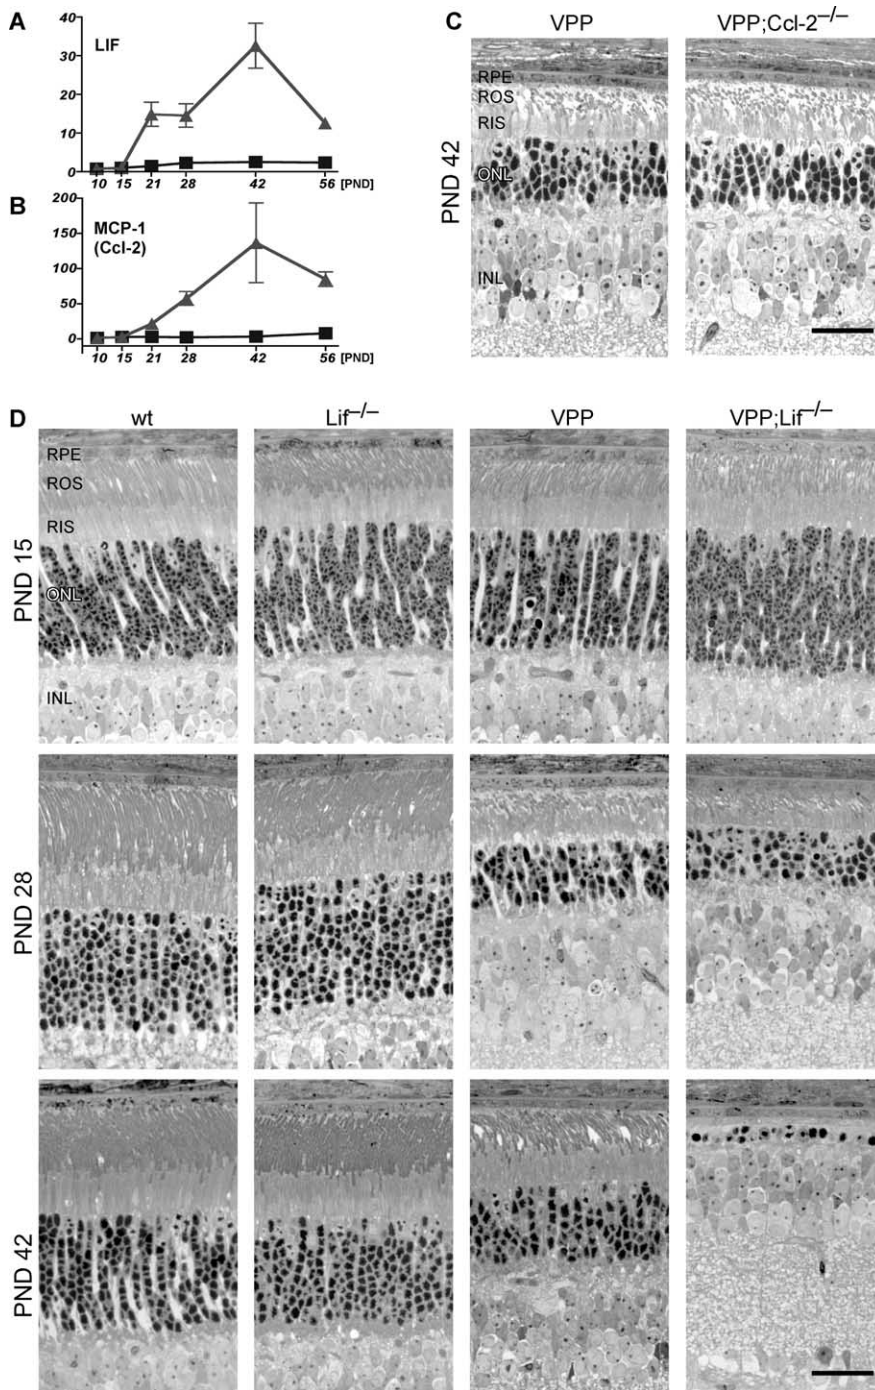 A
LIF
40
30
20
10
0
10 15 21 28 42 56 [PND]
B
MCP-1
(Ccl-2)
200
150
100
50
0
10 15 21 28 42 56 [PND]
C
VPP VPP;Ccl-2–/–
PND 42
RPE
ROS
RIS
ONL
INL
D
wt Lif–/– VPP VPP;Lif–/–
PND 15
RPE
ROS
RIS
ONL
INL
PND 28
PND 42